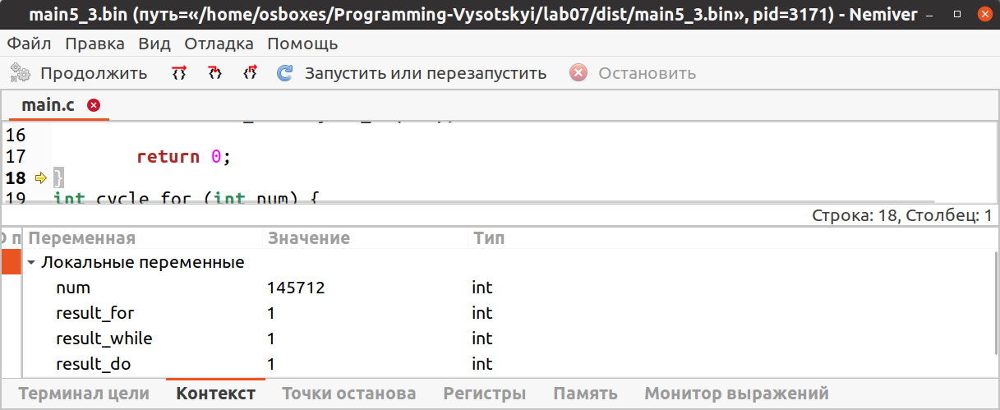 main5_3.bin (путь=«/home/osboxes/Programming-Vysotskyi/lab07/dist/main5_3.bin», pid=3171) - Nemiver
Файл Правка Вид Отладка Помощь
Продолжить Запустить или перезапустить Остановить
main.c
16
17 return 0;
18 }
19 int cycle_for (int num) {
Строка: 18, Столбец: 1
Переменная Значение Тип
Локальные переменные
num 145712 int
result_for 1 int
result_while 1 int
result_do 1 int
Терминал цели Контекст Точки останова Регистры Память Монитор выражений